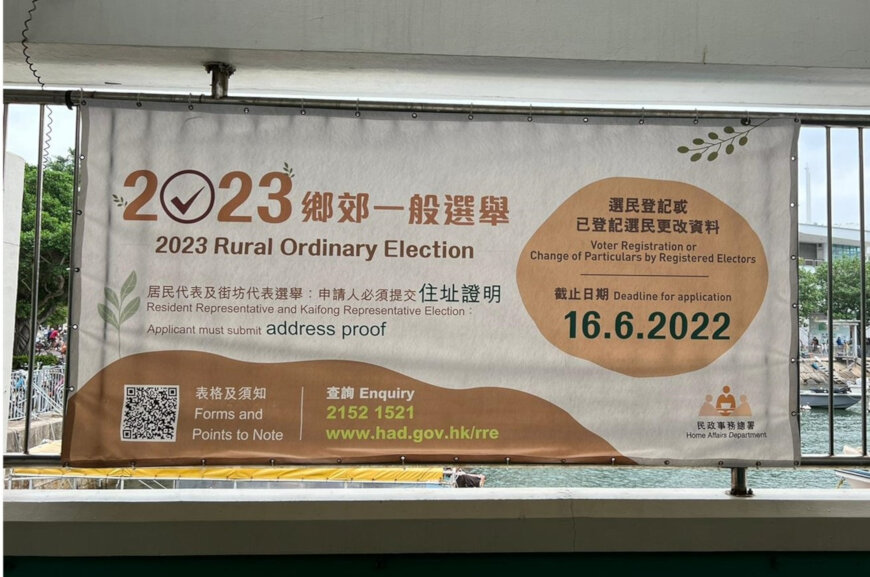 2023 鄉郊一般選舉
2023 Rural Ordinary Election
居民代表及街坊代表選舉：申請人必須提交 住址證明
Resident Representative and Kaifong Representative Election：
Applicant must submit address proof
表格及須知
Forms and
Points to Note
查詢 Enquiry
2152 1521
www.had.gov.hk/rre
選民登記或
已登記選民更改資料
Voter Registration or
Change of Particulars by Registered Electors
截止日期 Deadline for application
16.6.2022
民政事務總署
Home Affairs Department